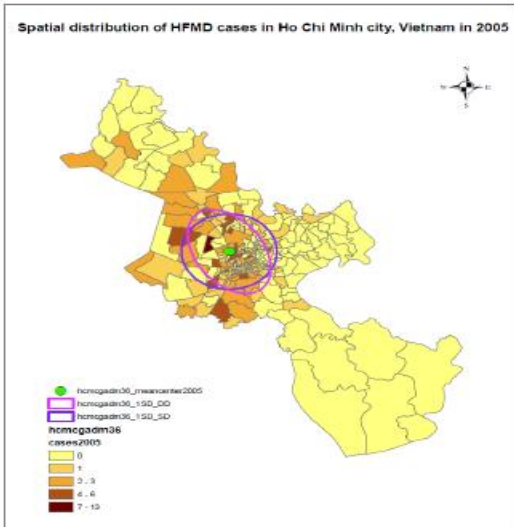 Spatial distribution of HFMD cases in Ho Chi Minh city, Vietnam in 2005
N
W
E
S
hcmcgadm36_meancenter2005
hcmcgadm36_1SD_DD
hcmcgadm36_1SD_SD
hcmcgadm36
cases2005
0
1
2 - 3
4 - 6
7 - 13